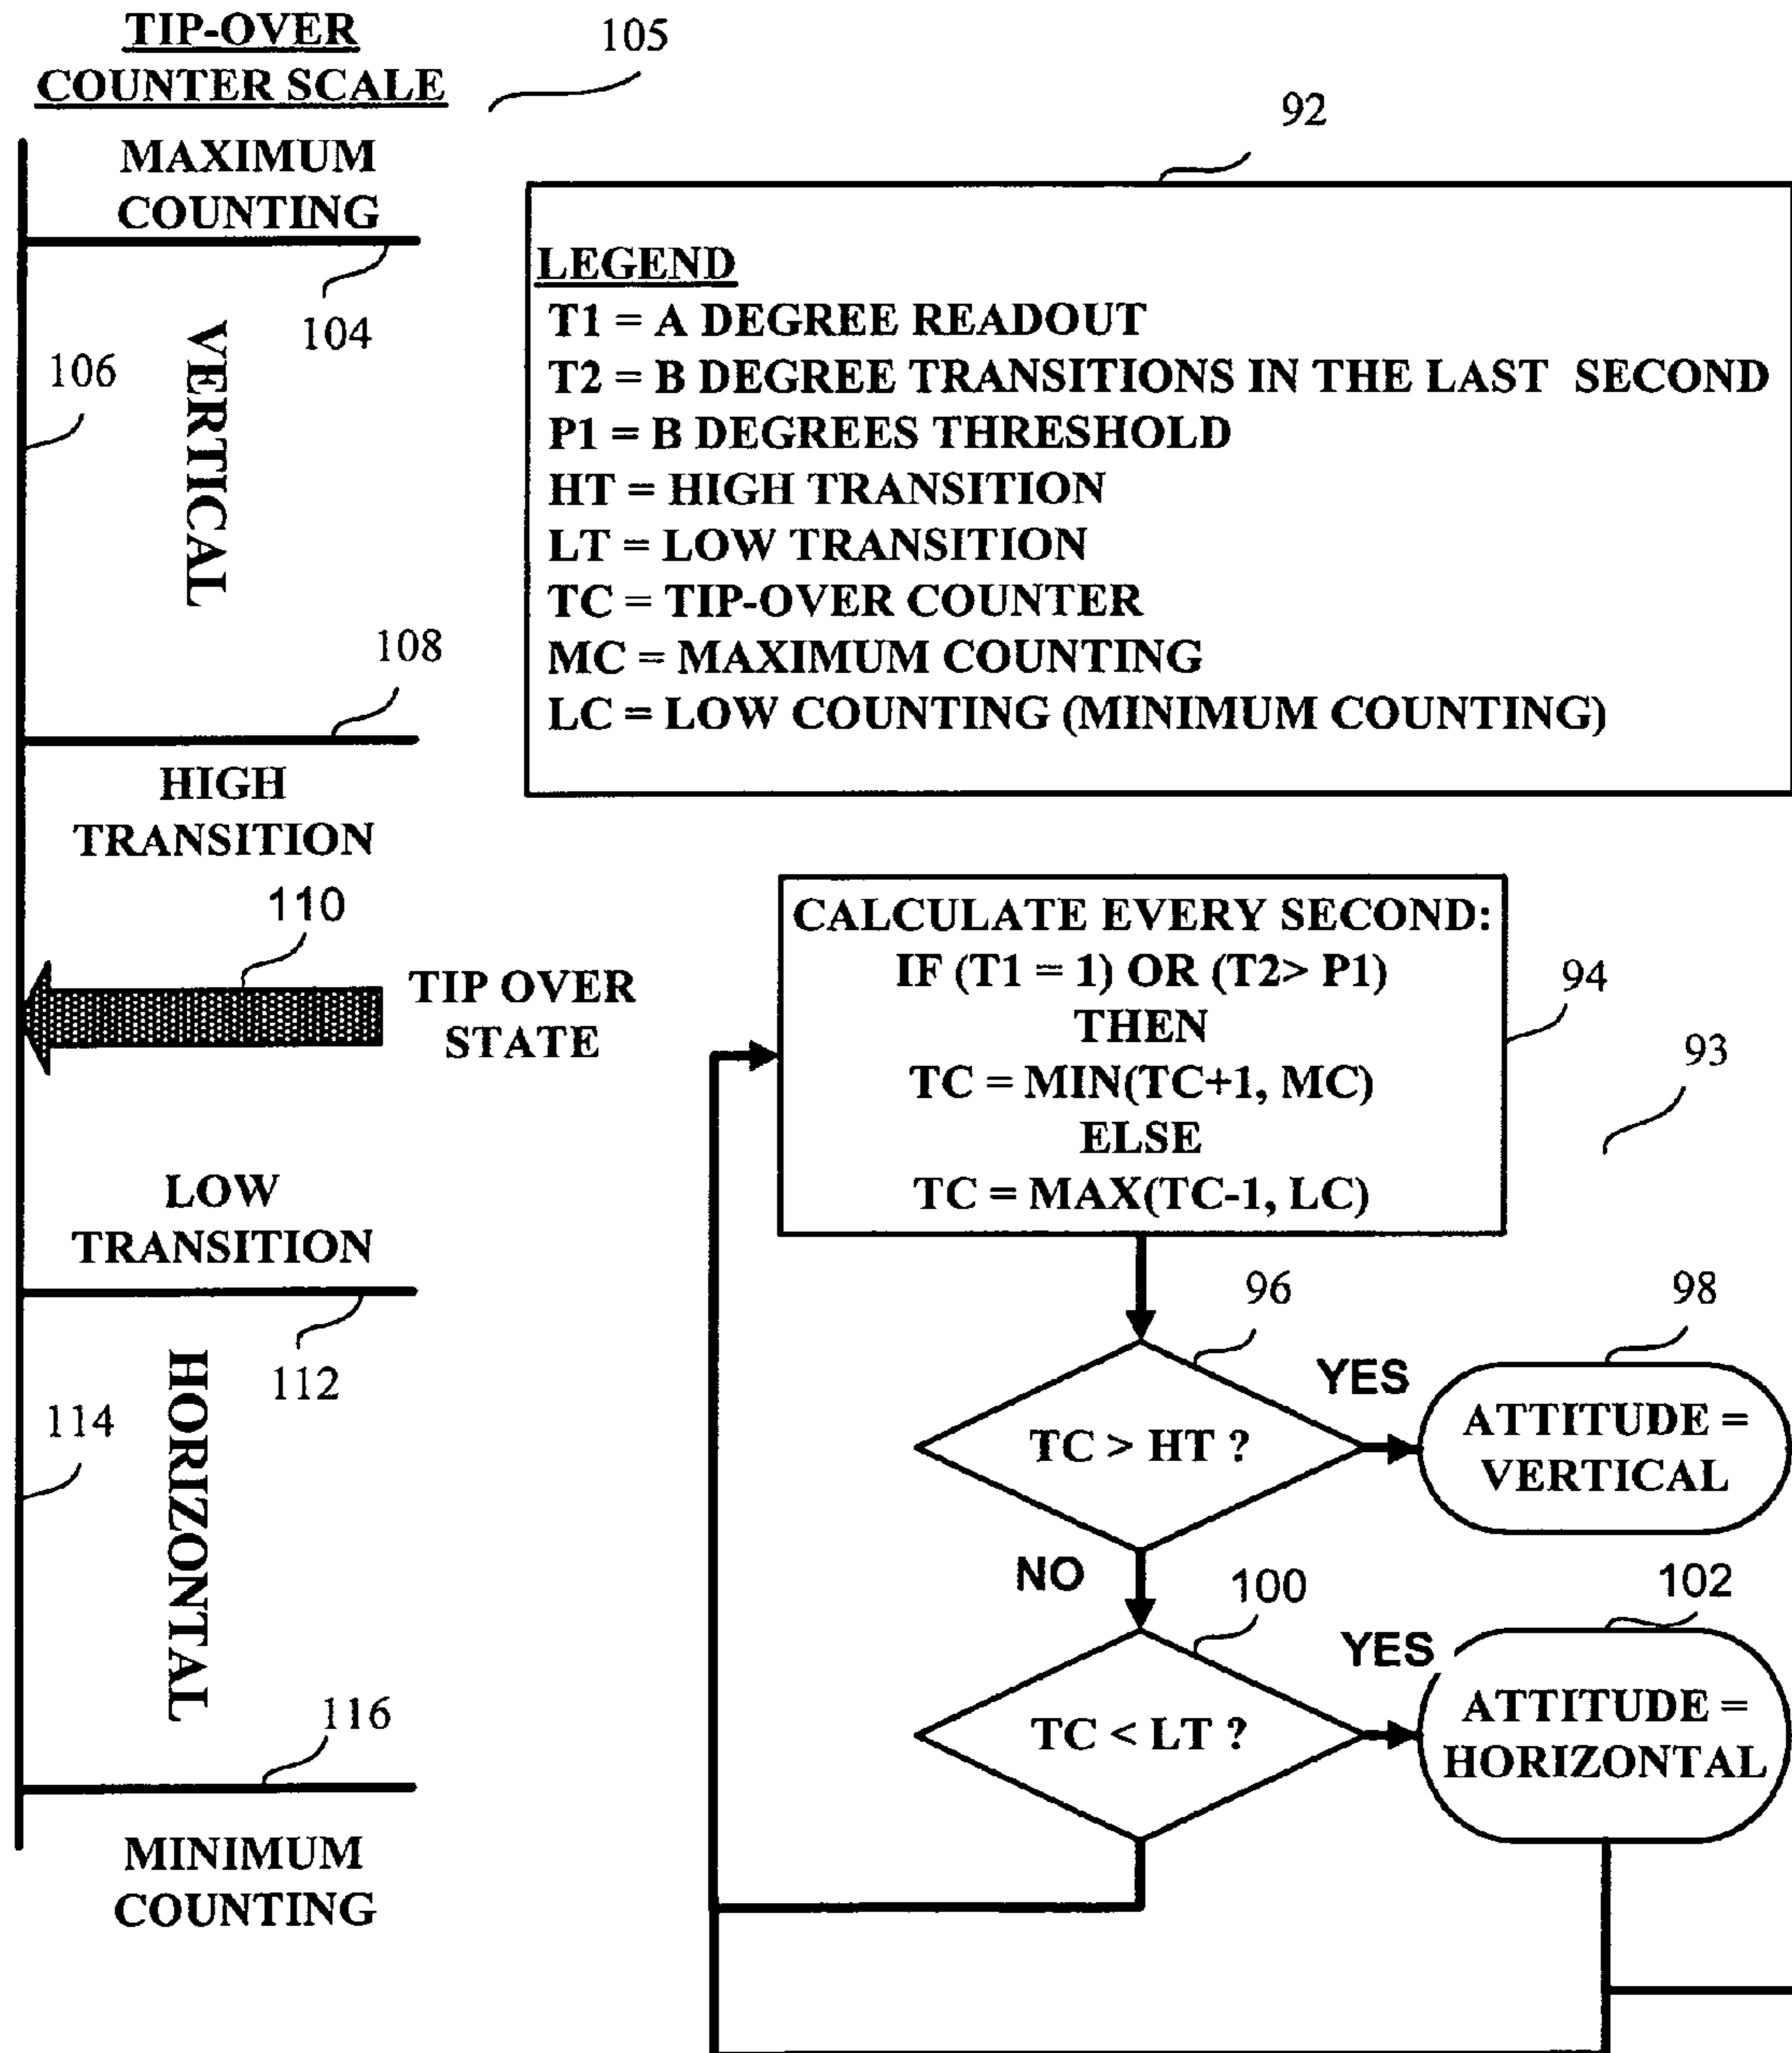 TIP-OVER
COUNTER SCALE
105
MAXIMUM
COUNTING
104
106
VERTICAL
108
HIGH
TRANSITION
110
TIP OVER
STATE
LOW
TRANSITION
112
114
HORIZONTAL
116
MINIMUM
COUNTING
92
LEGEND
T1 = A DEGREE READOUT
T2 = B DEGREE TRANSITIONS IN THE LAST SECOND
P1 = B DEGREES THRESHOLD
HT = HIGH TRANSITION
LT = LOW TRANSITION
TC = TIP-OVER COUNTER
MC = MAXIMUM COUNTING
LC = LOW COUNTING (MINIMUM COUNTING)
CALCULATE EVERY SECOND:
IF (T1 = 1) OR (T2> P1)
THEN
TC = MIN(TC+1, MC)
ELSE
TC = MAX(TC-1, LC)
94
93
96
TC > HT ?
YES
98
ATTITUDE =
VERTICAL
NO
100
TC < LT ?
YES
102
ATTITUDE =
HORIZONTAL